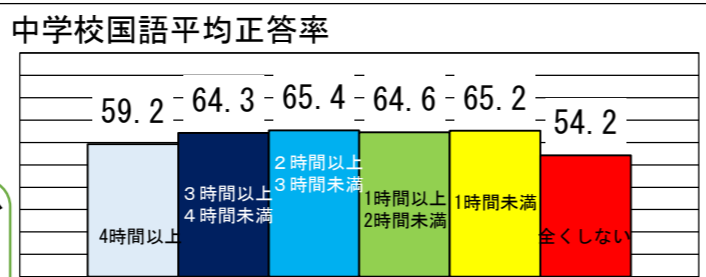 中学校国語平均正答率
59.2 64.3 65.4 64.6 65.2 54.2
4時間以上
３時間以上
４時間未満
２時間以上
３時間未満
1時間以上
2時間未満
1時間未満
全くしない